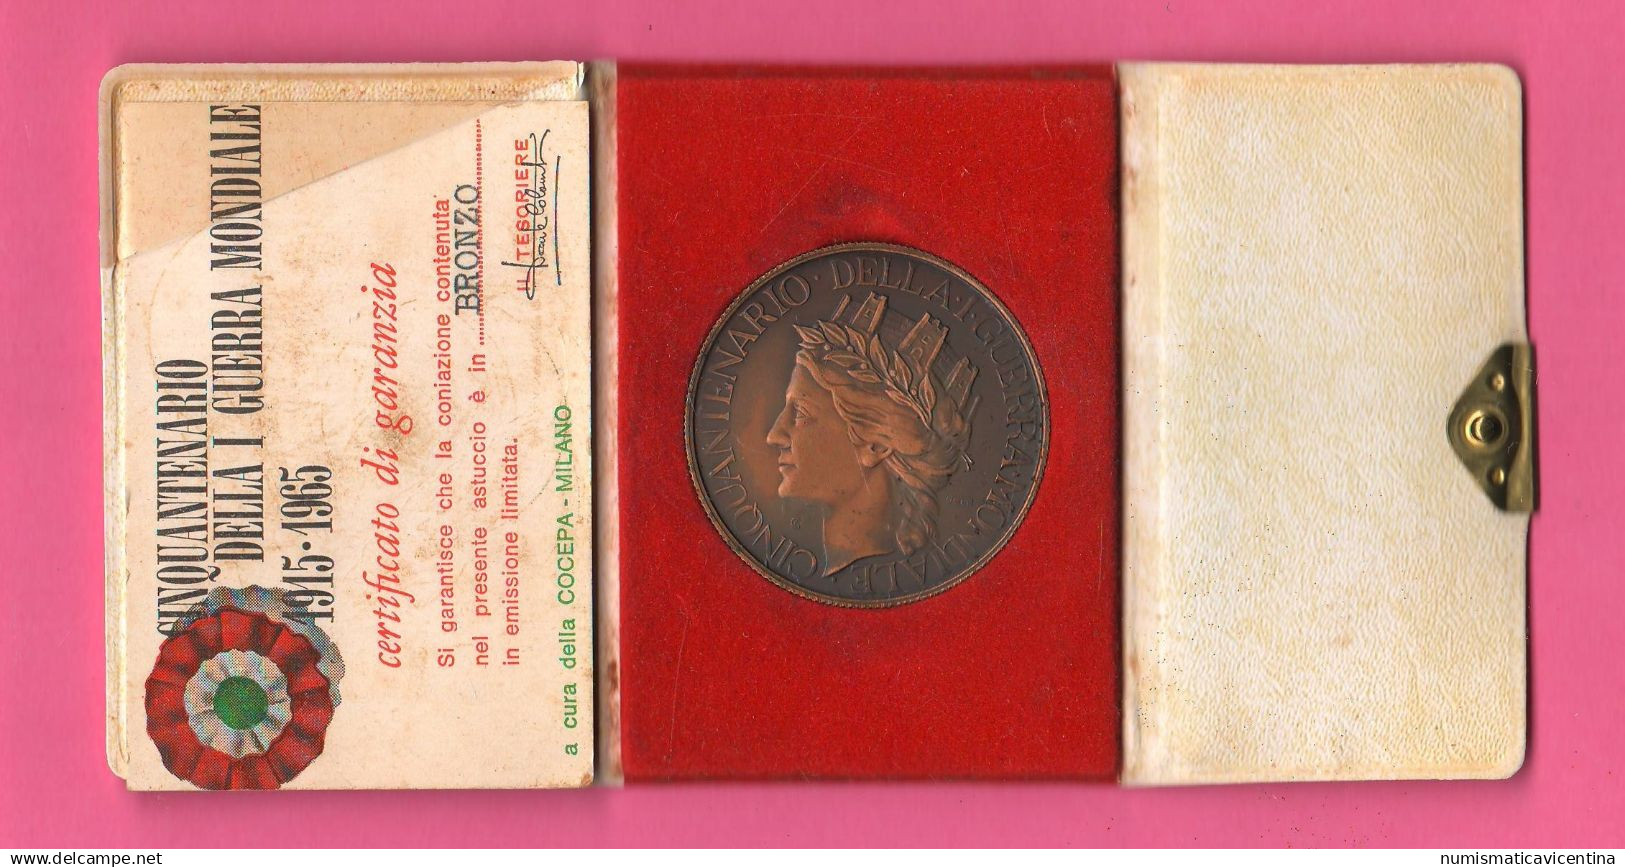 CINQUANTENARIO
DELLA I GUERRA MONDIALE
1915·1965
certificato di garanzia
Si garantisce che la coniazione contenuta
nel presente astuccio è in BRONZO
in emissione limitata.
IL TESORIERE
a cura della COCEPA - MILANO
CINQUANTENARIO · DELLA · I · GUERRA · MONDIALE
www.delcampe.net
numismaticavicentina